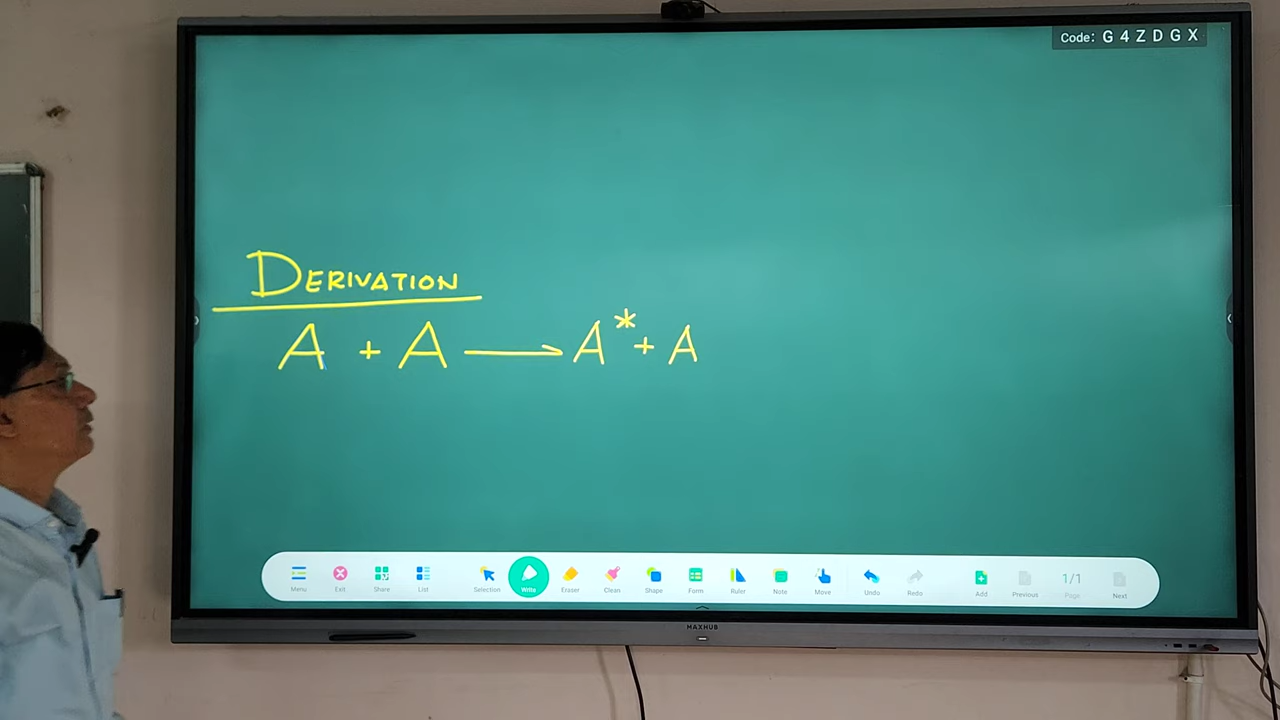 Code: G4ZDGX
DERIVATION
A + A ⟶ A* + A
Menu Exit Share List Selection Write Eraser Clean Shape Form Ruler Note Move Undo Redo Add Previous 1/1 Page Next
MAXHUB